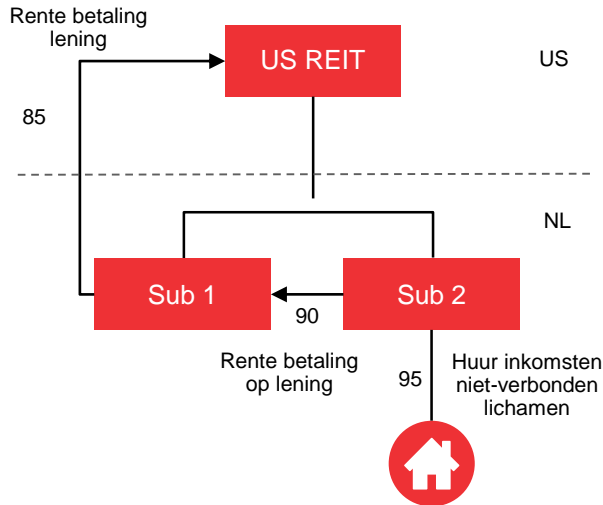 Rente betaling
lening
US REIT
US
85
NL
Sub 1
Sub 2
90
Rente betaling
op lening
95
Huur inkomsten
niet-verbonden
lichamen